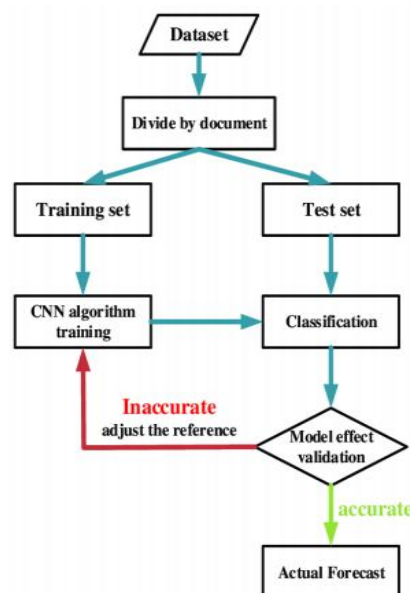 Dataset
Divide by document
Training set
Test set
CNN algorithm
training
Classification
Inaccurate
adjust the reference
Model effect
validation
accurate
Actual Forecast